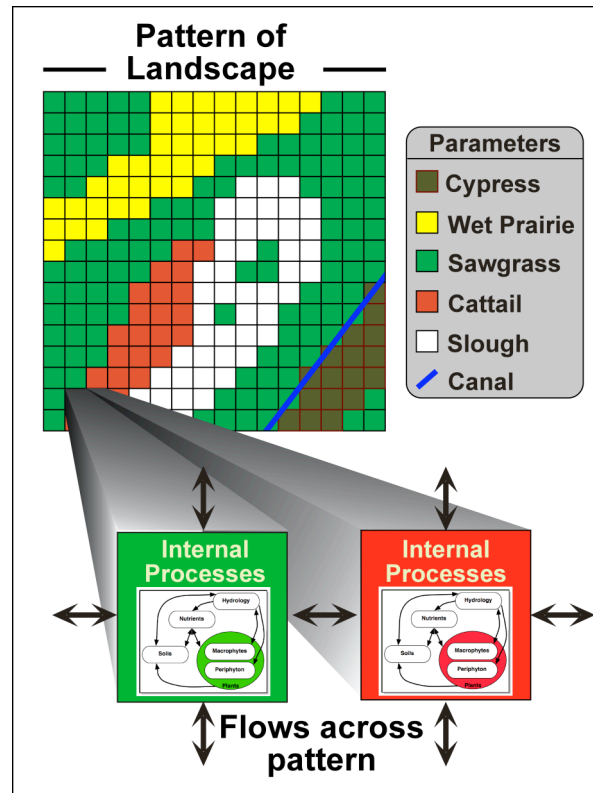 Pattern of
Landscape
Parameters
Cypress
Wet Prairie
Sawgrass
Cattail
Slough
Canal
Internal
Processes
Hydrology
Nutrients
Soils
Macrophytes
Periphyton
Plants
Internal
Processes
Hydrology
Nutrients
Soils
Macrophytes
Periphyton
Plants
Flows across
pattern